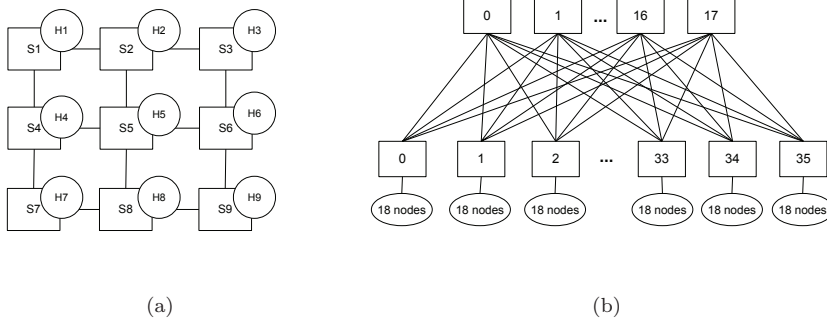 S1 H1 S2 H2 S3 H3
S4 H4 S5 H5 S6 H6
S7 H7 S8 H8 S9 H9
(a)
0 1 ... 16 17
0 1 2 ... 33 34 35
18 nodes 18 nodes 18 nodes 18 nodes 18 nodes 18 nodes
(b)